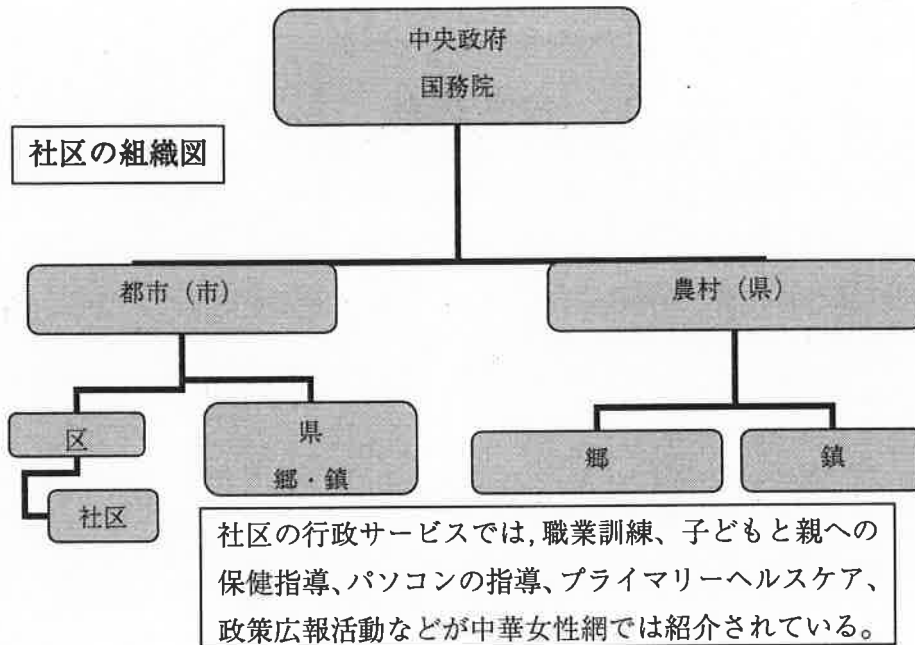 中央政府
国務院
社区の組織図
都市（市）
農村（県）
区
県
郷・鎮
郷
鎮
社区
社区の行政サービスでは,職業訓練、子どもと親への
保健指導、パソコンの指導、プライマリーヘルスケア、
政策広報活動などが中華女性網では紹介されている。